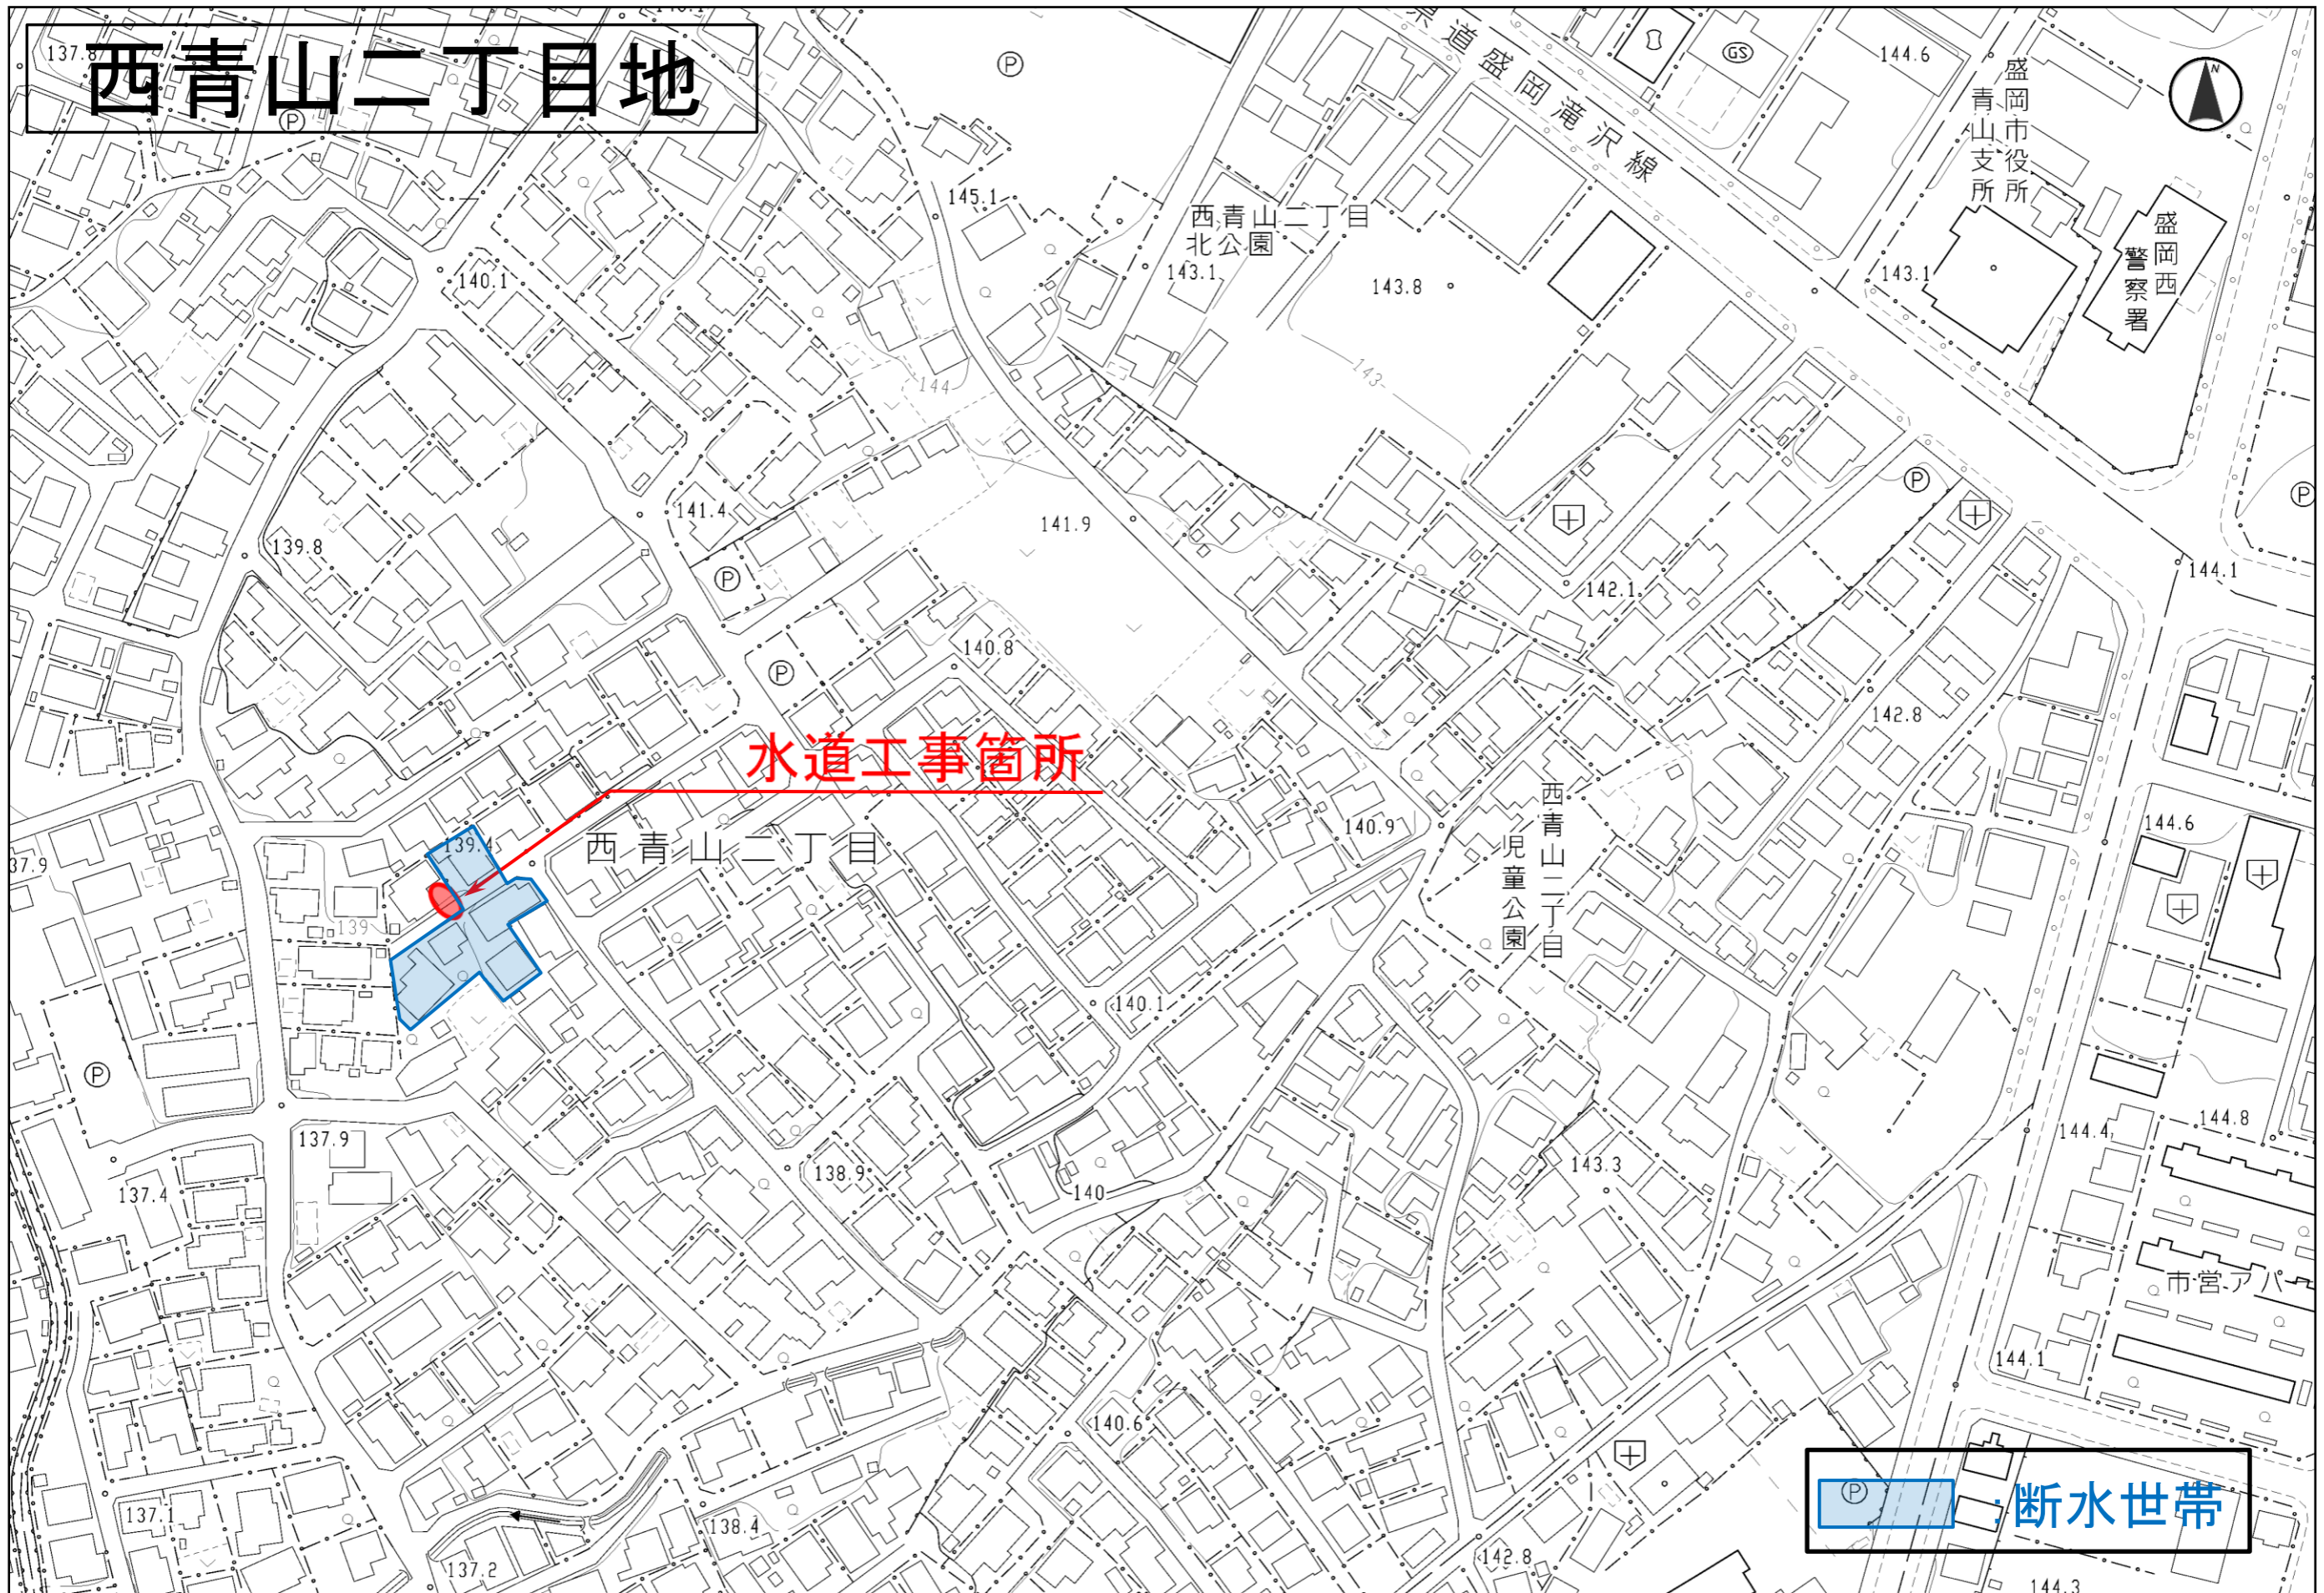 西青山二丁目地
137.8
P
P
県道盛岡滝沢線
GS
144.6
盛岡市役所
青山支所
N
盛岡西
警察署
145.1
西青山二丁目
北公園
143.1
143.8
143.1
140.1
144
143
141.4
141.9
P
P
139.8
P
142.1
144.1
140.8
P
142.8
水道工事箇所
西青山二丁目
139.4
37.9
139
140.9
西青山二丁目
児童公園
144.6
140.1
P
137.9
137.4
138.9
140
143.3
144.4
144.8
市営アパ
144.1
140.6
137.1
138.4
137.2
142.8
P
:断水世帯
144.3